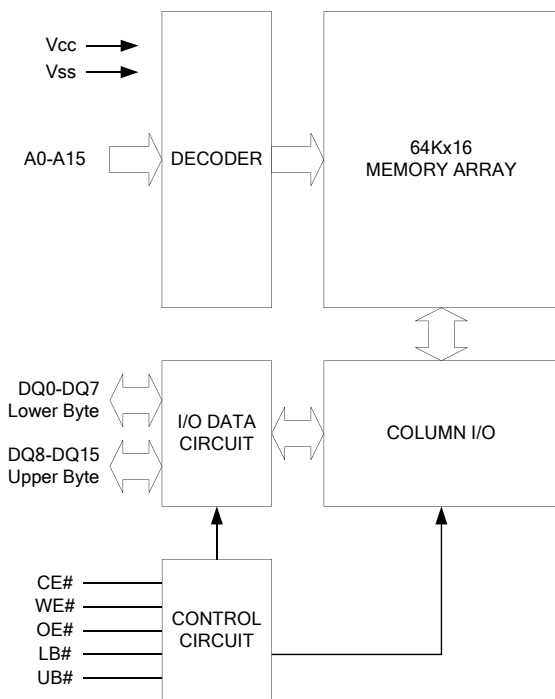 Vcc
Vss
A0-A15
DECODER
64Kx16
MEMORY ARRAY
DQ0-DQ7
Lower Byte
DQ8-DQ15
Upper Byte
I/O DATA
CIRCUIT
COLUMN I/O
CE#
WE#
OE#
LB#
UB#
CONTROL
CIRCUIT